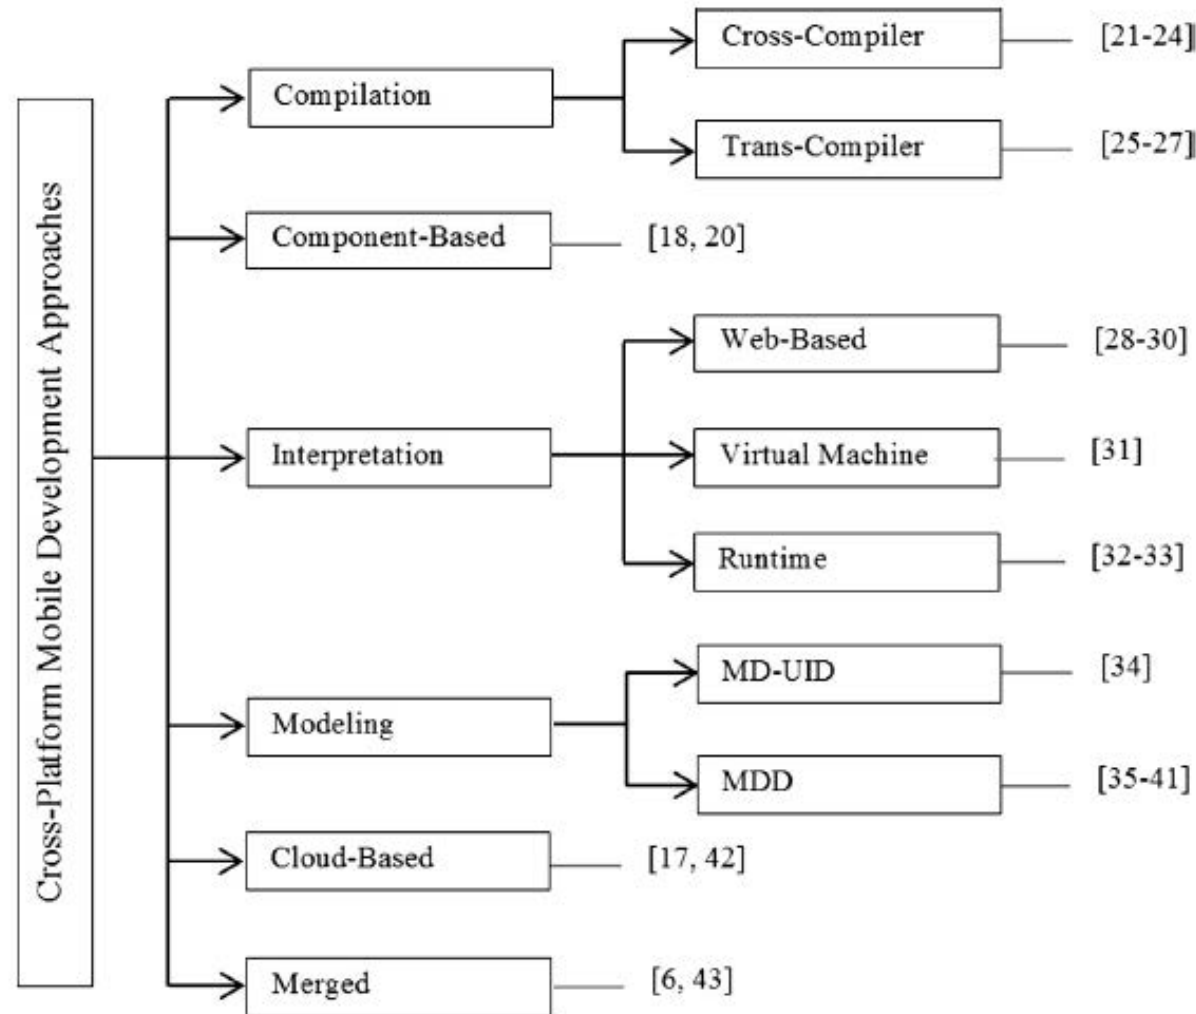 Cross-Platform Mobile Development Approaches
Compilation
Cross-Compiler [21-24]
Trans-Compiler [25-27]
Component-Based [18, 20]
Interpretation
Web-Based [28-30]
Virtual Machine [31]
Runtime [32-33]
Modeling
MD-UID [34]
MDD [35-41]
Cloud-Based [17, 42]
Merged [6, 43]